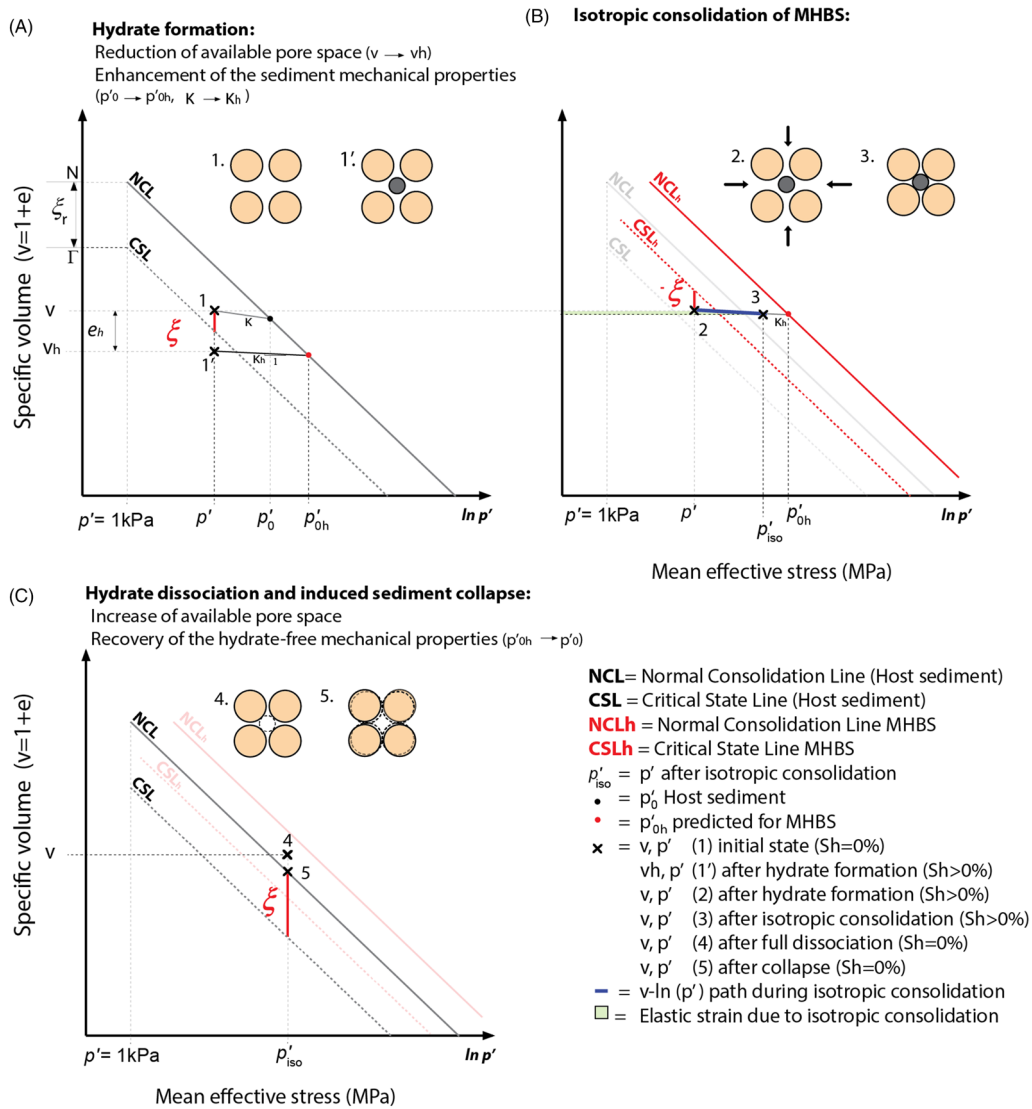 (A)
Hydrate formation:
Reduction of available pore space (v → vh)
Enhancement of the sediment mechanical properties
(p'0 → p'0h, K → Kh)
Specific volume (v=1+e)
N
ξr
Γ
v
eh
vh
NCL
CSL
1.
1'.
1
K
ξ
1'
Kh
1
p'= 1kPa
p'
p'0
p'0h
ln p'
(B)
Isotropic consolidation of MHBS:
NCL
NCLh
CSLh
CSL
2.
3.
ξ
3
2
Kh
p'= 1kPa
p'
p'iso
p'0h
ln p'
Mean effective stress (MPa)
(C)
Hydrate dissociation and induced sediment collapse:
Increase of available pore space
Recovery of the hydrate-free mechanical properties (p'0h → p'0)
Specific volume (v=1+e)
v
NCL
NCLh
CSLh
CSL
4.
5.
4
5
ξ
p'= 1kPa
p'iso
ln p'
Mean effective stress (MPa)
NCL= Normal Consolidation Line (Host sediment)
CSL= Critical State Line (Host sediment)
NCLh = Normal Consolidation Line MHBS
CSLh = Critical State Line MHBS
p'iso = p' after isotropic consolidation
= p'0 Host sediment
= p'0h predicted for MHBS
= v, p' (1) initial state (Sh=0%)
vh, p' (1') after hydrate formation (Sh>0%)
v, p' (2) after hydrate formation (Sh>0%)
v, p' (3) after isotropic consolidation (Sh>0%)
v, p' (4) after full dissociation (Sh=0%)
v, p' (5) after collapse (Sh=0%)
= v-ln (p') path during isotropic consolidation
= Elastic strain due to isotropic consolidation